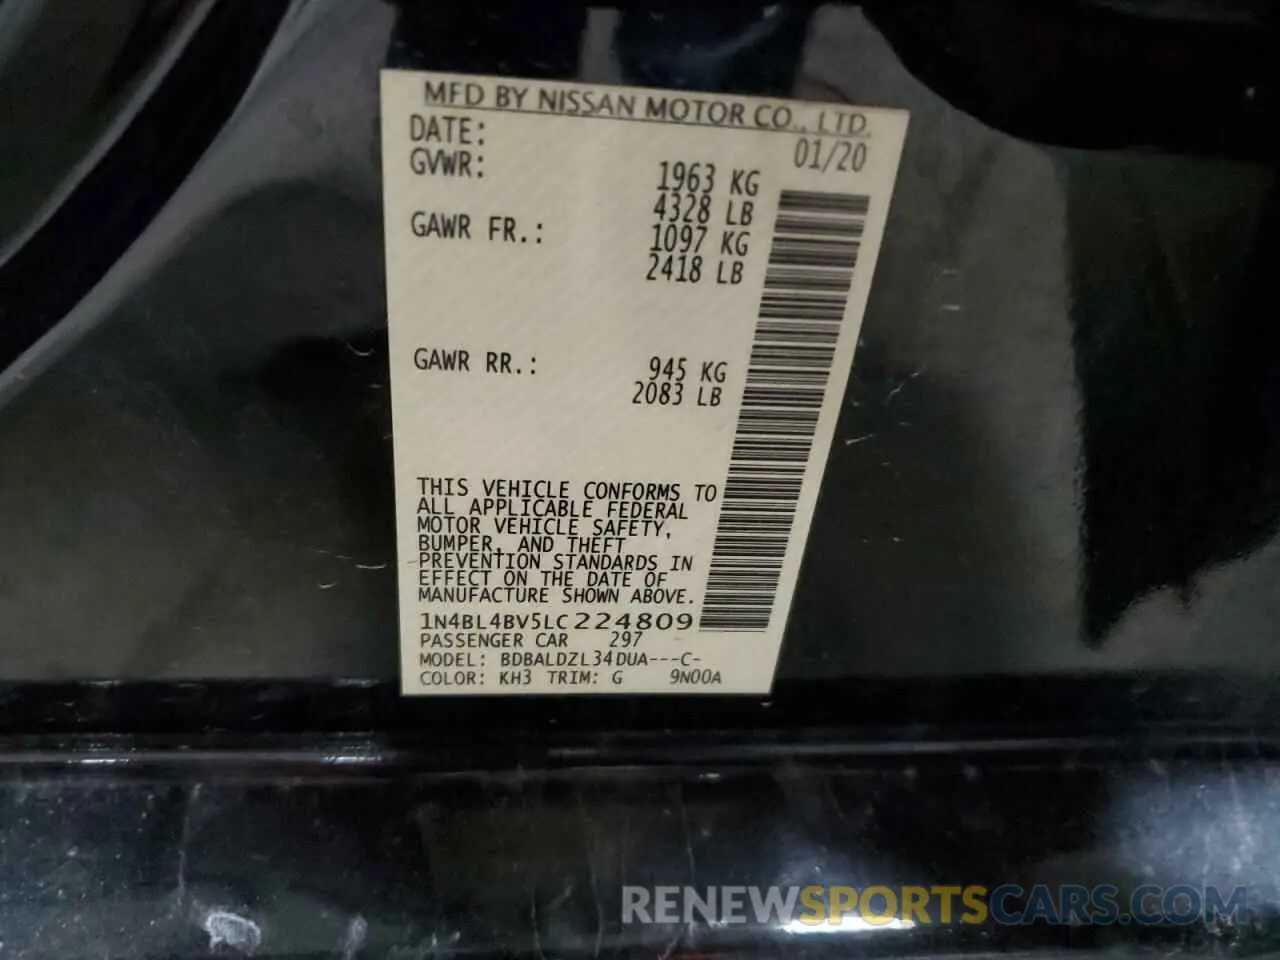 MFD BY NISSAN MOTOR CO., LTD.
DATE: 01/20
GVWR: 1963 KG
4328 LB
GAWR FR.: 1097 KG
2418 LB
GAWR RR.: 945 KG
2083 LB
THIS VEHICLE CONFORMS TO
ALL APPLICABLE FEDERAL
MOTOR VEHICLE SAFETY,
BUMPER, AND THEFT
PREVENTION STANDARDS IN
EFFECT ON THE DATE OF
MANUFACTURE SHOWN ABOVE.
1N4BL4BV5LC224809
PASSENGER CAR 297
MODEL: BDBALDZL34DUA---C-
COLOR: KH3 TRIM: G 9N00A
RENEWSPORTSCARS.COM